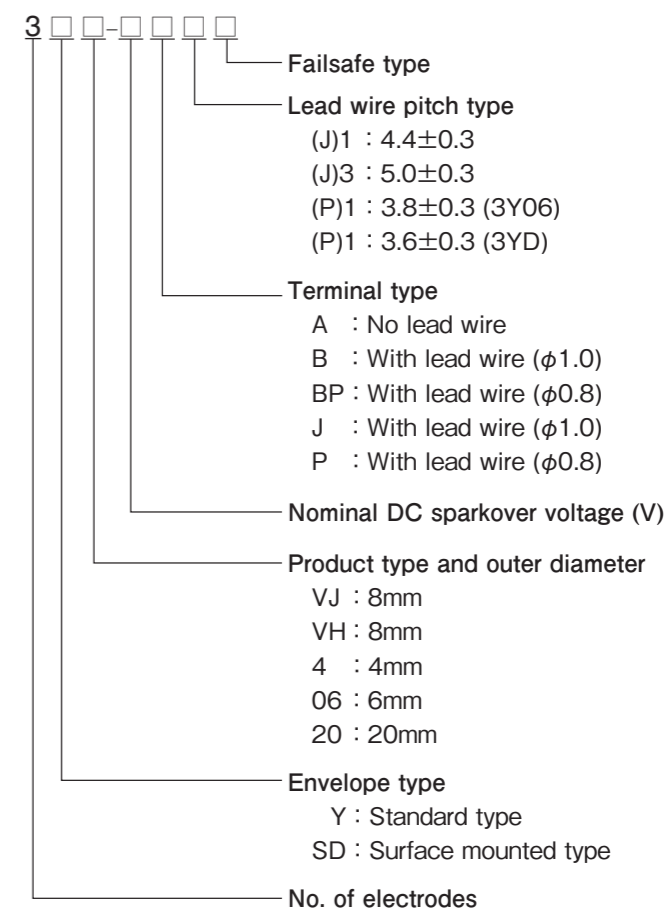 3 □ □-□ □ □ □
Failsafe type
Lead wire pitch type
(J)1 : 4.4±0.3
(J)3 : 5.0±0.3
(P)1 : 3.8±0.3 (3Y06)
(P)1 : 3.6±0.3 (3YD)
Terminal type
A : No lead wire
B : With lead wire (ϕ1.0)
BP : With lead wire (ϕ0.8)
J : With lead wire (ϕ1.0)
P : With lead wire (ϕ0.8)
Nominal DC sparkover voltage (V)
Product type and outer diameter
VJ : 8mm
VH : 8mm
4 : 4mm
06 : 6mm
20 : 20mm
Envelope type
Y : Standard type
SD : Surface mounted type
No. of electrodes